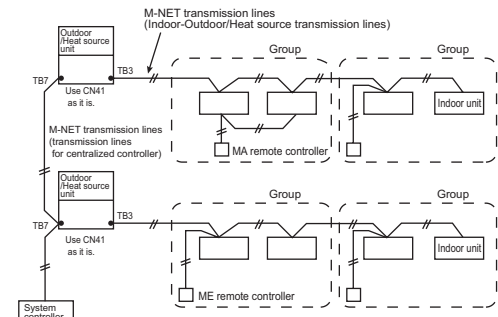 M-NET transmission lines
(Indoor-Outdoor/Heat source transmission lines)
Outdoor
/Heat source
unit
TB3
TB7
Use CN41
as it is.
Group
Group
Indoor unit
MA remote controller
M-NET transmission lines
(transmission lines
for centralized controller)
Outdoor
/Heat source
unit
TB3
TB7
Use CN41
as it is.
Group
Group
Indoor unit
ME remote controller
System
controller